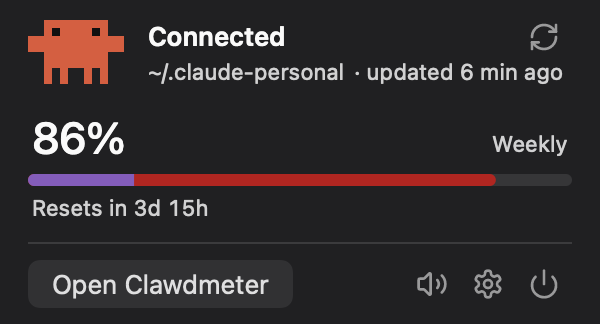 Connected
~/.claude-personal · updated 6 min ago
86%
Weekly
Resets in 3d 15h
Open Clawdmeter